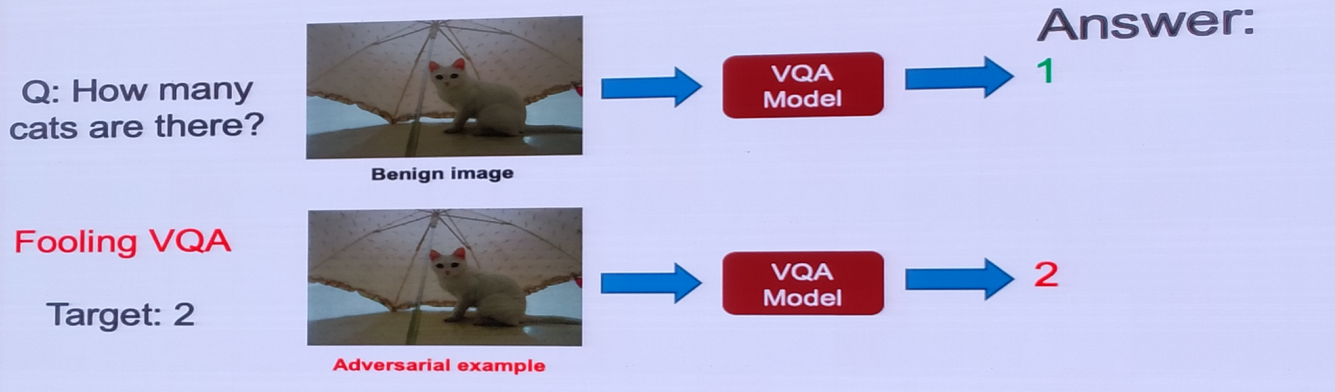 Answer:
Q: How many
cats are there?
VQA
Model
1
Benign image
Fooling VQA
Target: 2
VQA
Model
2
Adversarial example